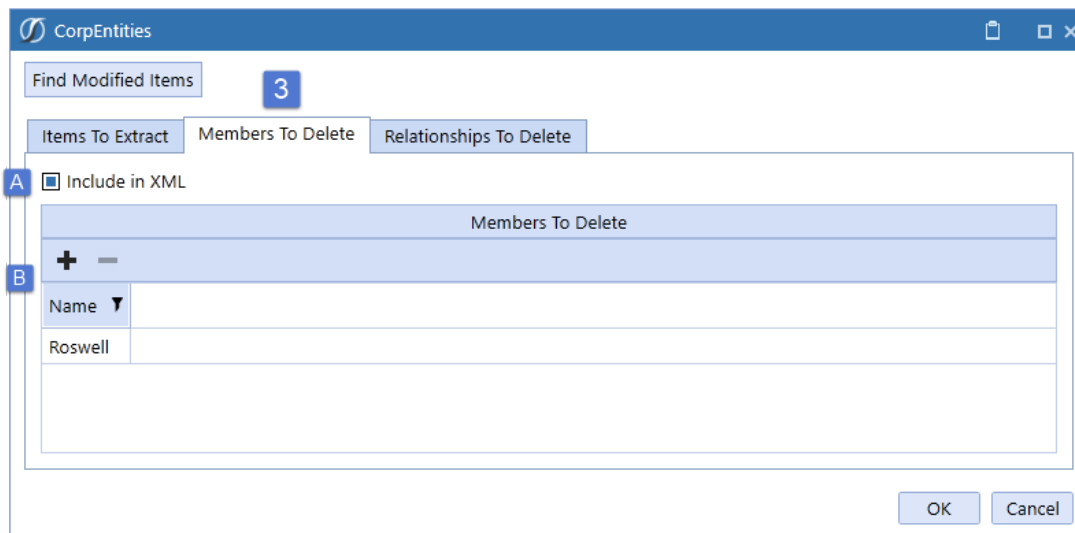 CorpEntities
Find Modified Items
3
Items To Extract Members To Delete Relationships To Delete
A Include in XML
Members To Delete
B
Name
Roswell
OK Cancel